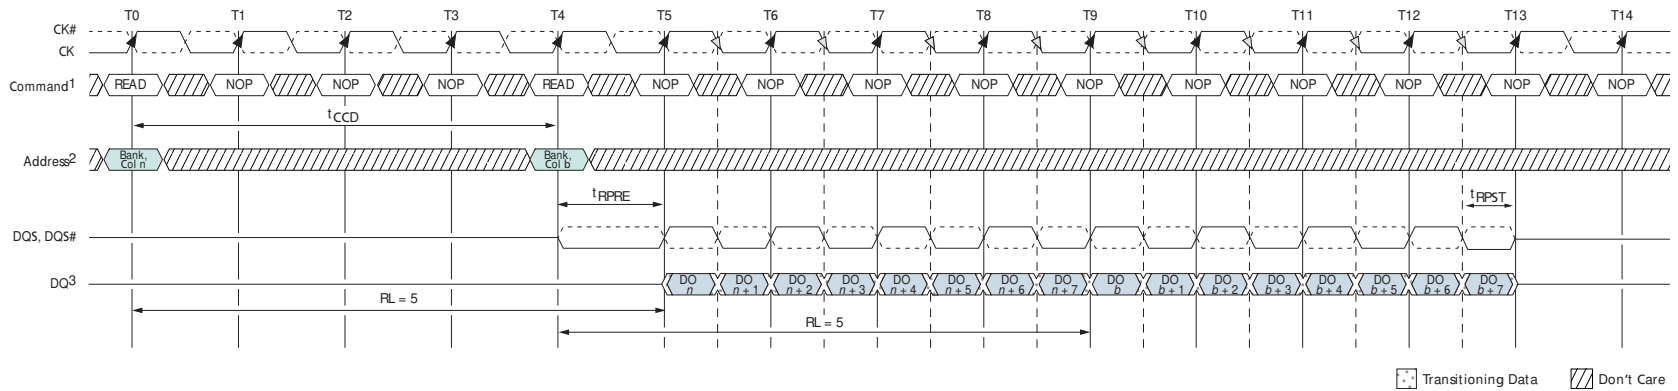 T0 T1 T2 T3 T4 T5 T6 T7 T8 T9 T10 T11 T12 T13 T14
CK#
CK
Command1 READ NOP NOP NOP READ NOP NOP NOP NOP NOP NOP NOP NOP NOP NOP
tCCD
Address2 Bank, Col n Bank, Col b
tRPRE tRPST
DQS, DQS#
DQ3 DO n DO n + 1 DO n + 2 DO n + 3 DO n + 4 DO n + 5 DO n + 6 DO n + 7 DO b DO b + 1 DO b + 2 DO b + 3 DO b + 4 DO b + 5 DO b + 6 DO b + 7
RL = 5
RL = 5
Transitioning Data Don't Care